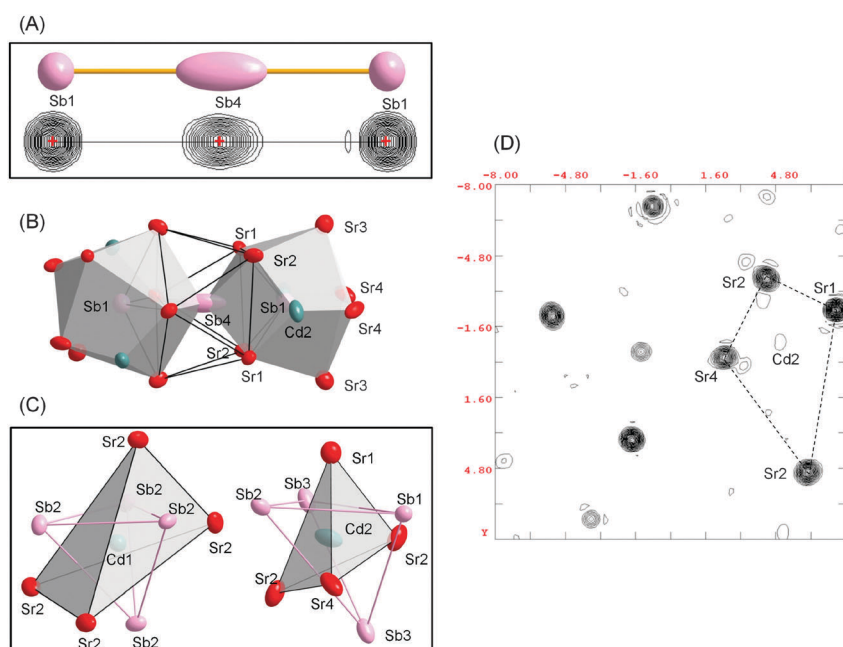 (A)
Sb1 Sb4 Sb1
(B)
Sr1 Sr3
Sr2
Sr4
Sb1 Sb1 Sr4
Sb4 Cd2
Sr2
Sr1
Sr3
(C)
Sr2
Sb2
Sb2 Sb2
Cd1
Sr2
Sr2
Sr2 Sb2
Sr1
Sb3 Sb1
Sb2
Cd2
Sr2
Sr2
Sr4
Sb3
(D)
-8.00 -4.80 -1.60 1.60 4.80
-8.00
-4.80
Sr2
Sr1
-1.60
Cd2
Sr4
1.60
4.80 Sr2
Y